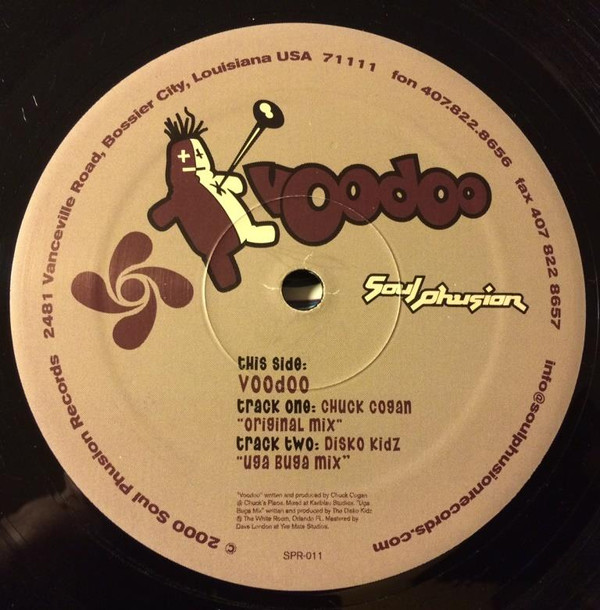 2481 Vanceville Road, Bossier City, Louisiana USA 71111 fon 407.822.8656 fax 407 822 8657
info@soulphusionrecords.com
© 2000 Soul Phusion Records
voodoo
Soul phusion
this side:
voodoo
track one: chuck cogan
"original mix"
track two: Disko Kidz
"uga Buga mix"
"Voodoo" written and produced by Chuck Cogan
@ Chuck's Place. Mixed at Studios. "Uga
Buga Mix" written and produced by The Disko Kidz
@ The White Room, Orlando FL. Mastered by
Dave London at Studios.
SPR-011